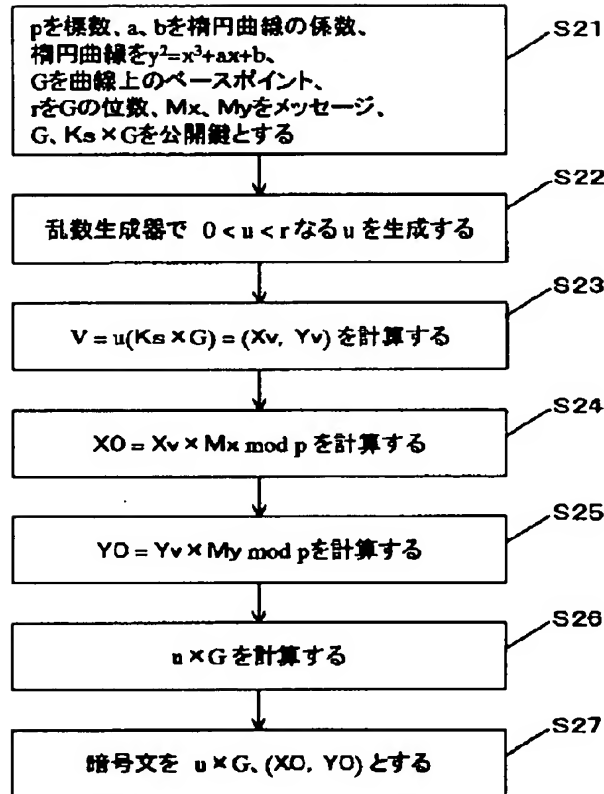 pを標数、a、bを楕円曲線の係数、
楕円曲線をy²=x³+ax+b、
Gを曲線上のベースポイント、
rをGの位数、Mx、Myをメッセージ、
G、Ks×Gを公開鍵とする
S21
乱数生成器で 0<u<rなるuを生成する
S22
V=u(Ks×G)=(Xv, Yv)を計算する
S23
X0=Xv×Mx mod pを計算する
S24
Y0=Yv×My mod pを計算する
S25
u×Gを計算する
S26
暗号文を u×G、(X0, Y0)とする
S27